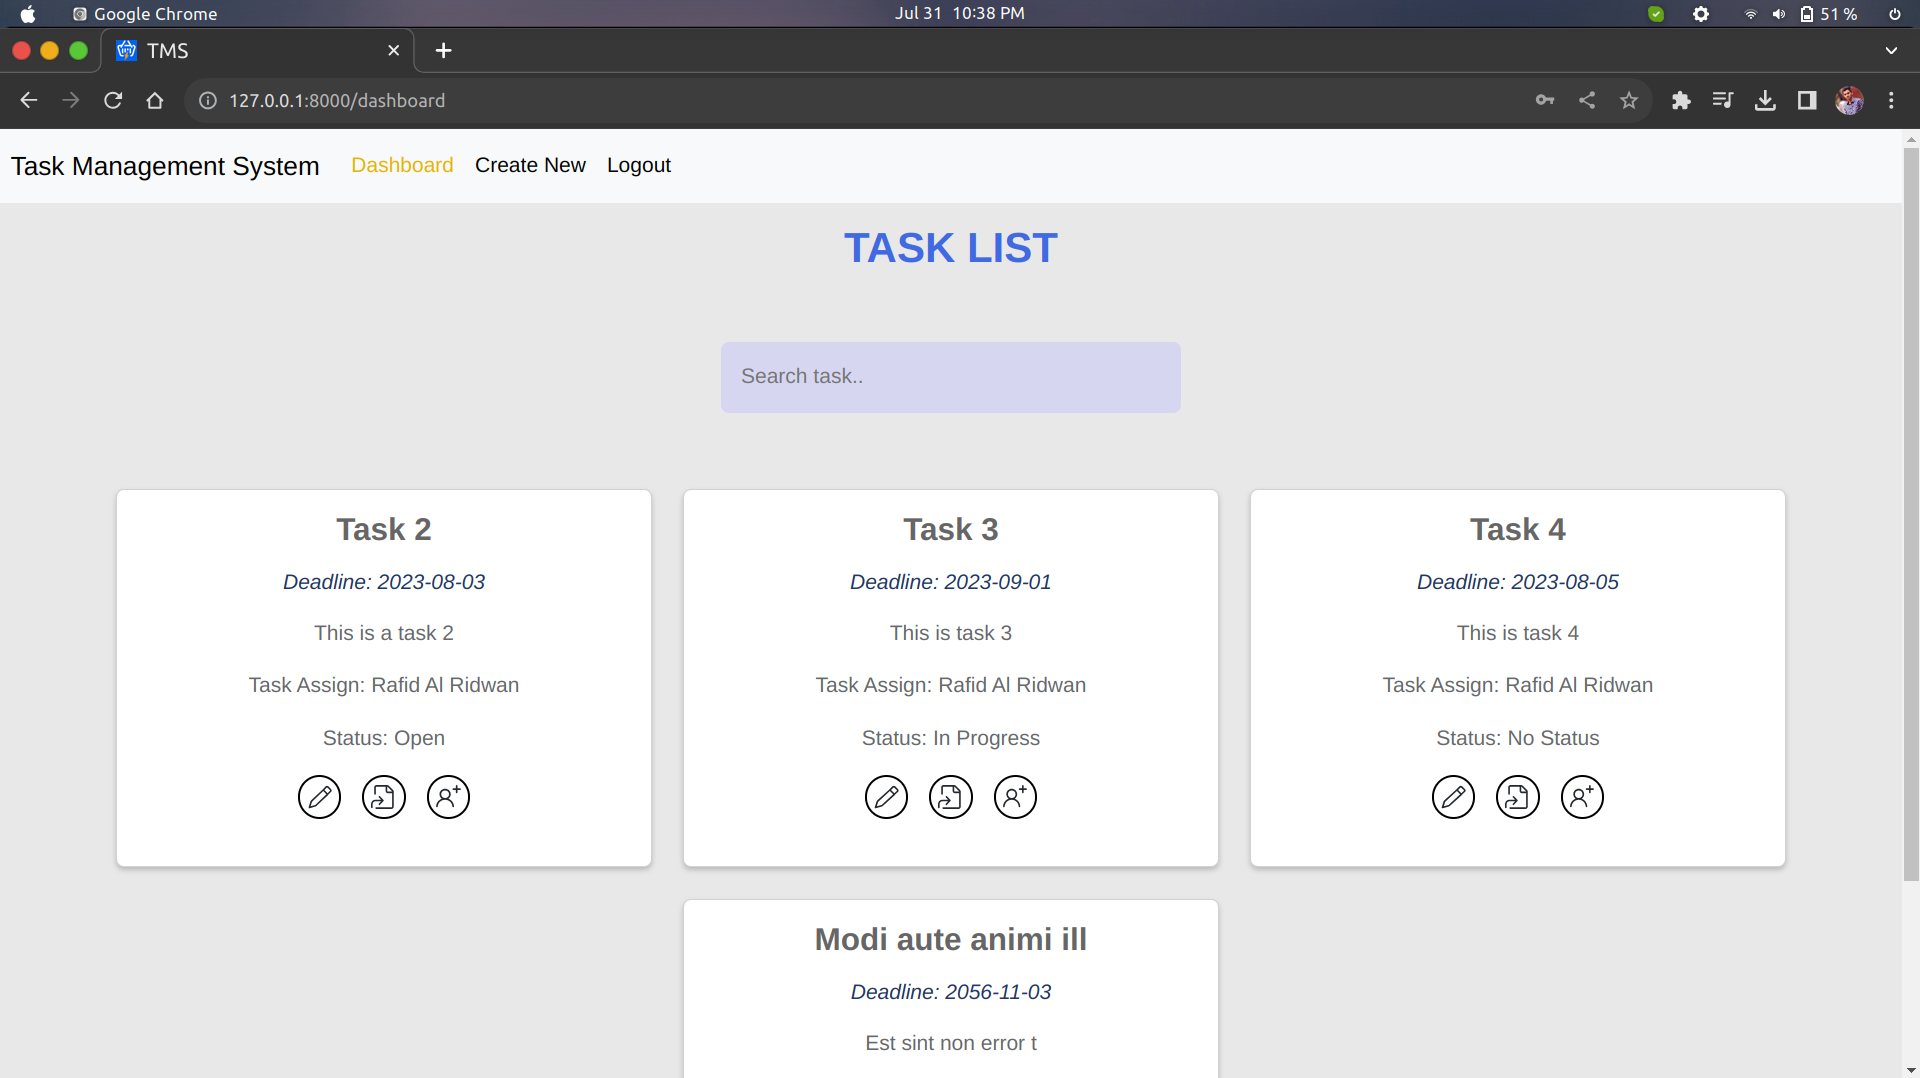 Google Chrome
Jul 31 10:38 PM
51 %
TMS
127.0.0.1:8000/dashboard
Task Management System
Dashboard
Create New
Logout
TASK LIST
Search task..
Task 2
Deadline: 2023-08-03
This is a task 2
Task Assign: Rafid Al Ridwan
Status: Open
Task 3
Deadline: 2023-09-01
This is task 3
Task Assign: Rafid Al Ridwan
Status: In Progress
Task 4
Deadline: 2023-08-05
This is task 4
Task Assign: Rafid Al Ridwan
Status: No Status
Modi aute animi ill
Deadline: 2056-11-03
Est sint non error t